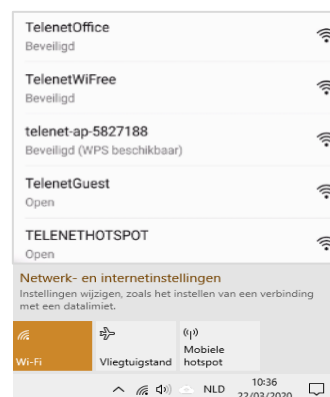 TelenetOffice
Beveiligd
TelenetWiFree
Beveiligd
telenet-ap-5827188
Beveiligd (WPS beschikbaar)
TelenetGuest
Open
TELENETHOTSPOT
Open
Netwerk- en internetinstellingen
Instellingen wijzigen, zoals het instellen van een verbinding
met een datalimiet.
Wi-Fi
Vliegtuigstand
Mobiele
hotspot
NLD
10:36
22/03/2020